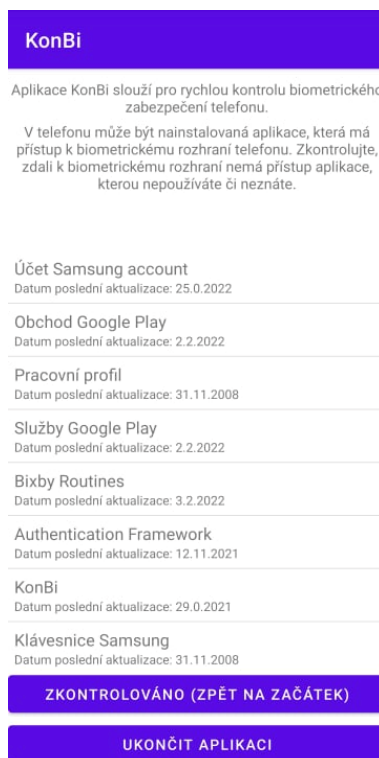 KonBi
Aplikace KonBi slouží pro rychlou kontrolu biometrického
zabezpečení telefonu.
V telefonu může být nainstalovaná aplikace, která má
přístup k biometrickému rozhraní telefonu. Zkontrolujte,
zdali k biometrickému rozhraní nemá přístup aplikace,
kterou nepoužíváte či neznáte.
Účet Samsung account
Datum poslední aktualizace: 25.0.2022
Obchod Google Play
Datum poslední aktualizace: 2.2.2022
Pracovní profil
Datum poslední aktualizace: 31.11.2008
Služby Google Play
Datum poslední aktualizace: 2.2.2022
Bixby Routines
Datum poslední aktualizace: 3.2.2022
Authentication Framework
Datum poslední aktualizace: 12.11.2021
KonBi
Datum poslední aktualizace: 29.0.2021
Klávesnice Samsung
Datum poslední aktualizace: 31.11.2008
ZKONTROLOVÁNO (ZPĚT NA ZAČÁTEK)
UKONČIT APLIKACI